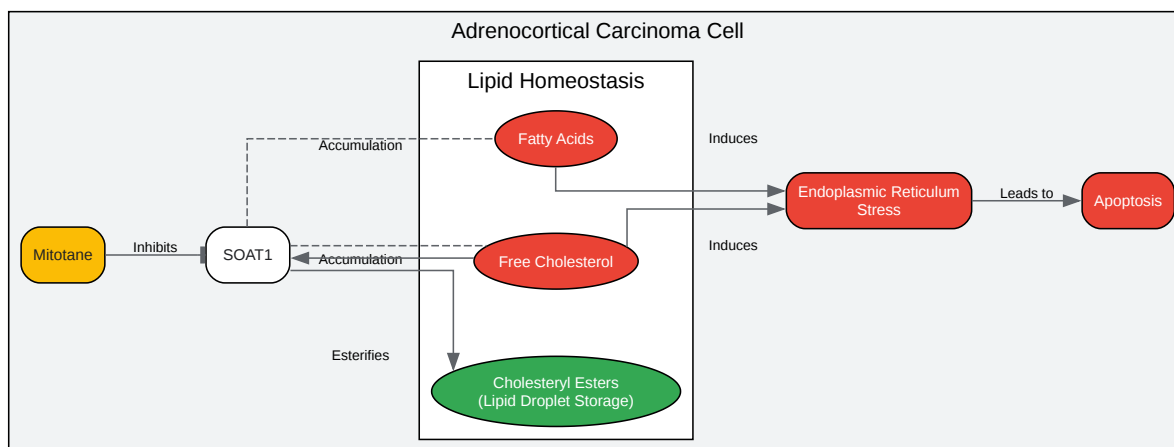 Adrenocortical Carcinoma Cell
Lipid Homeostasis
Fatty Acids
Accumulation
Induces
Endoplasmic Reticulum
Stress
Leads to
Apoptosis
Mitotane
Inhibits
SOAT1
Accumulation
Free Cholesterol
Induces
Esterifies
Cholesteryl Esters
(Lipid Droplet Storage)